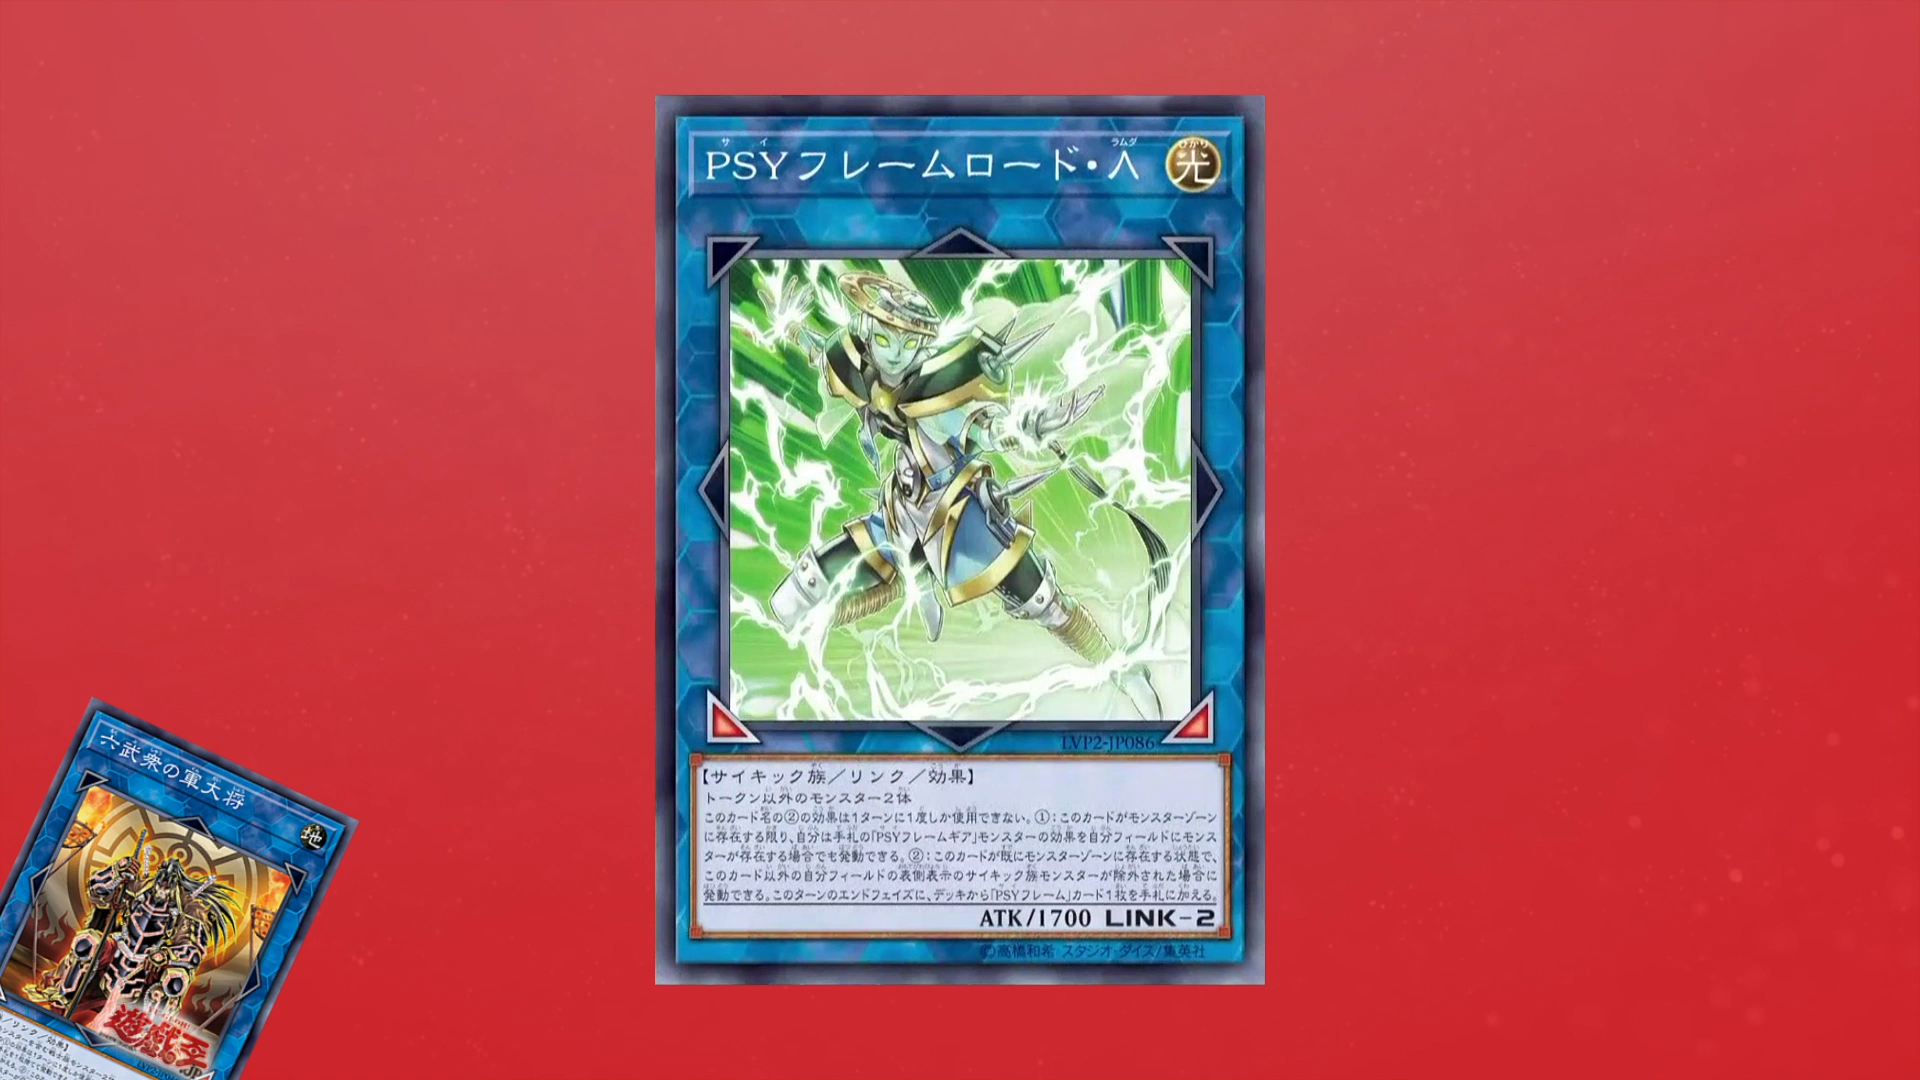 PSYフレームロード・Λ
光
LVP2-JP086
【サイキック族／リンク／効果】
トークン以外のモンスター２体
このカード名の②の効果は１ターンに１度しか使用できない。①：このカードがモンスターゾーン
に存在する限り、自分は手札の「PSYフレームギア」モンスターの効果を自分フィールドにモンス
ターが存在する場合でも発動できる。②：このカードが既にモンスターゾーンに存在する状態で、
このカード以外の自分フィールドの表側表示のサイキック族モンスターが除外された場合に
発動できる。このターンのエンドフェイズに、デッキから「PSYフレーム」カード１枚を手札に加える。
ATK/1700 LINK-2
©高橋和希 スタジオ・ダイス/集英社
六武衆の軍大将
地
遊戯王.jp